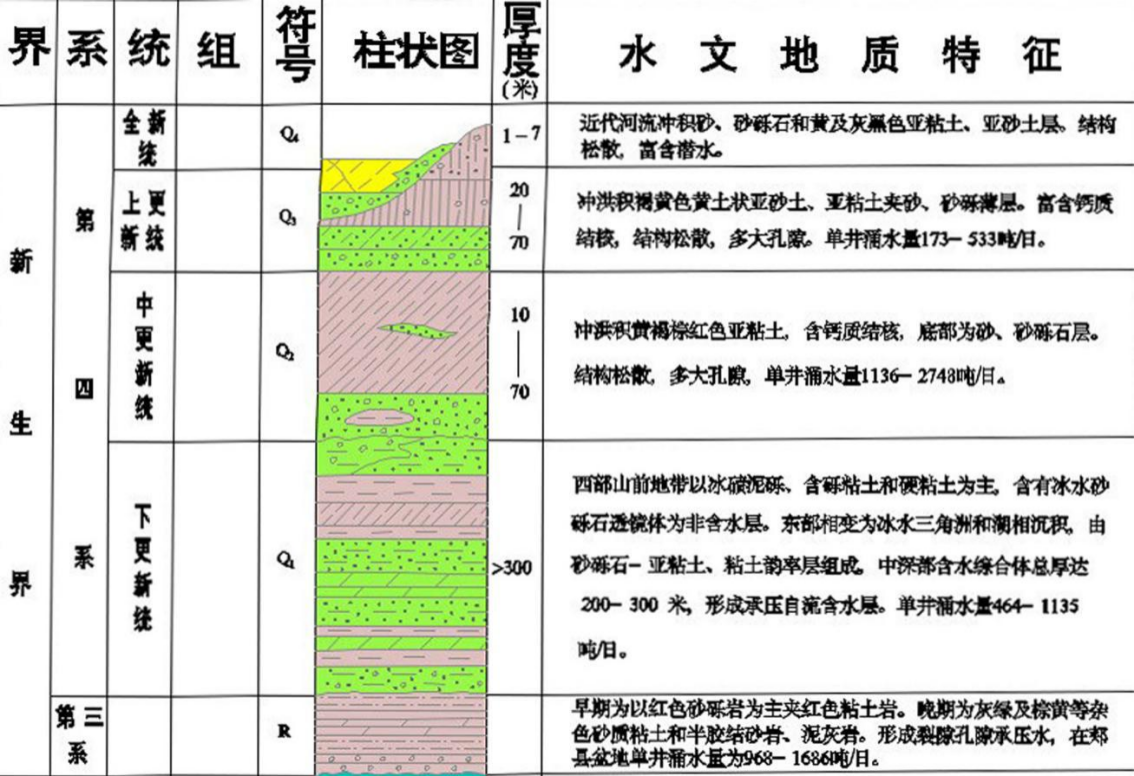 界 系 统 组 符号 柱状图 厚度(米) 水文地质特征
新生界
第四系
全新统
Q₄
1-7
近代河流冲积砂、砂砾石和黄及灰黑色亚粘土、亚砂土层。结构
松散，富含潜水。
上更新统
Q₃
20-70
冲洪积褐黄色黄土状亚砂土、亚粘土夹砂、砂砾薄层。富含钙质
结核，结构松散，多大孔隙。单井涌水量173-533吨/日。
中更新统
Q₂
10-70
冲洪积黄褐棕红色亚粘土，含钙质结核，底部为砂、砂砾石层。
结构松散，多大孔隙，单井涌水量1136-2748吨/日。
下更新统
Q₁
>300
西部山前地带以冰碛泥砾、含砾粘土和硬粘土为主，含有冰水砂
砾石透镜体为非含水层。东部相变为冰水三角洲和湖相沉积，由
砂砾石-亚粘土、粘土韵率层组成。中深部含水综合体总厚达
200-300 米，形成承压自流含水层。单井涌水量464-1135
吨/日。
第三系
R
早期为以红色砂砾岩为主夹红色粘土岩。晚期为灰绿及棕黄等杂
色砂质粘土和半胶结砂岩、泥灰岩。形成裂隙孔隙承压水，在郏
县盆地单井涌水量为968-1686吨/日。